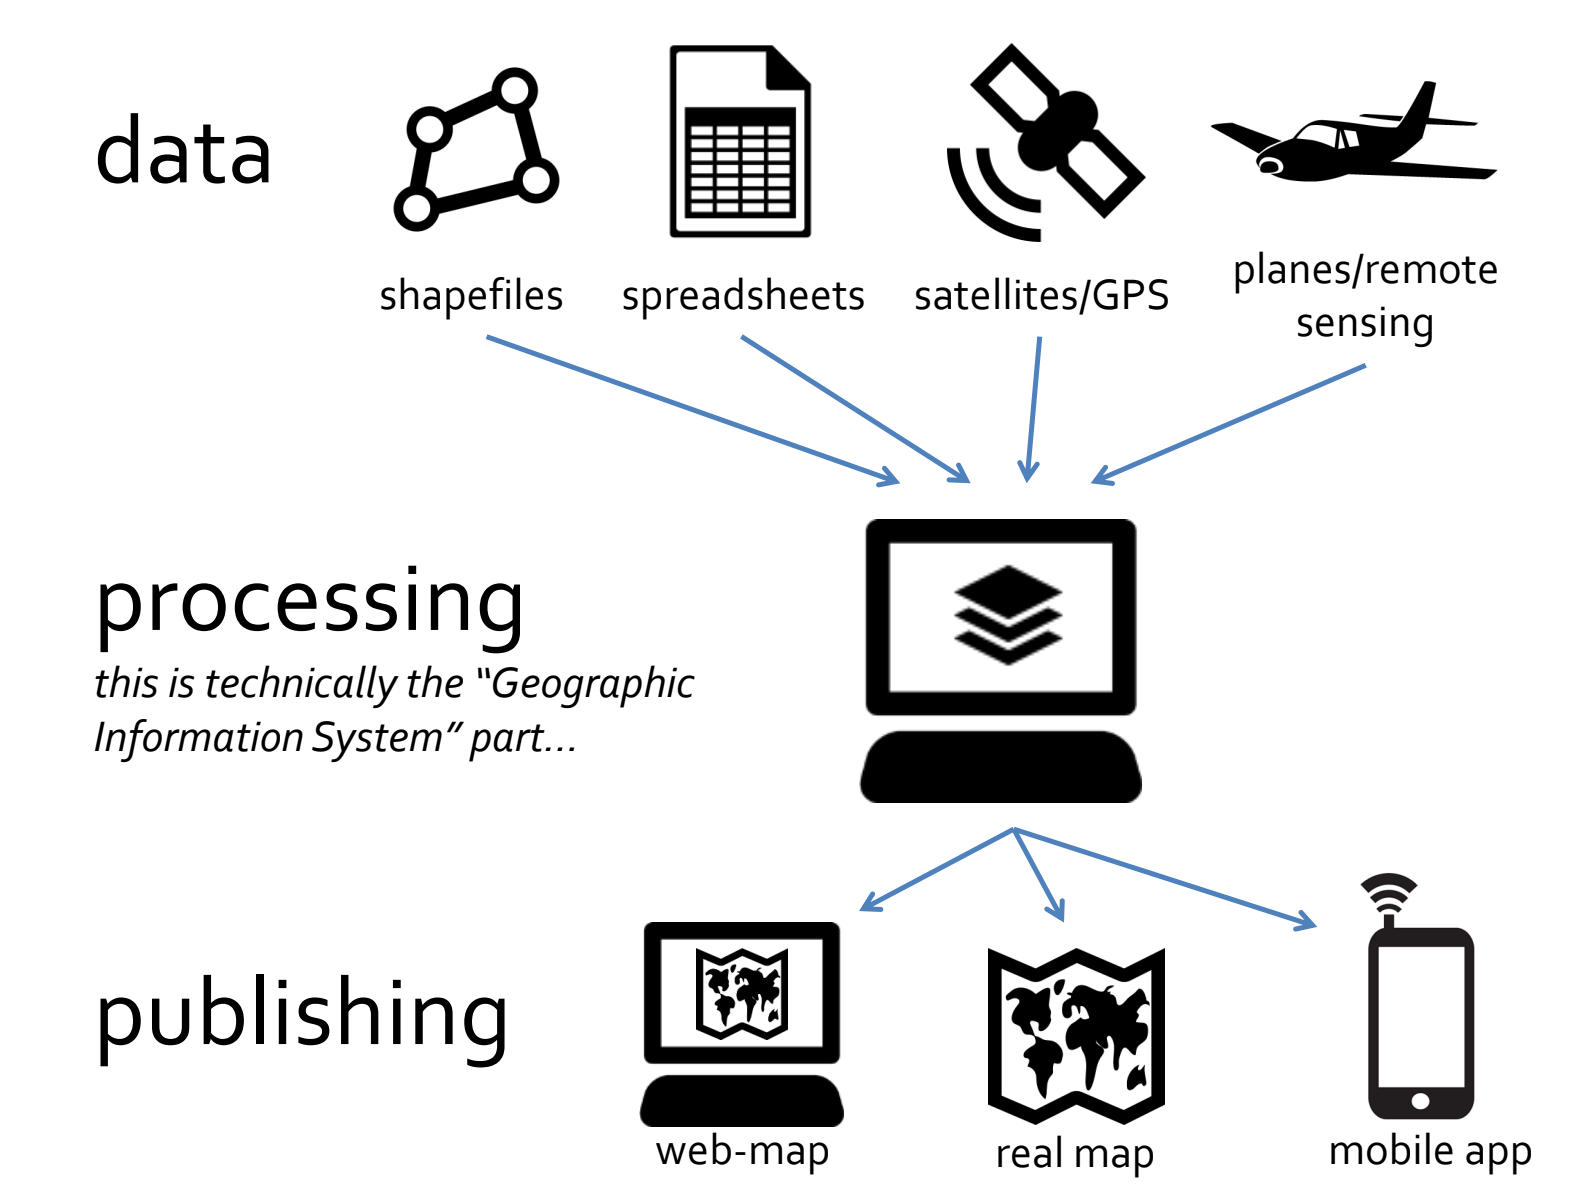 data
shapefiles
spreadsheets
satellites/GPS
planes/remote
sensing
processing
this is technically the “Geographic
Information System” part…
publishing
web-map
real map
mobile app